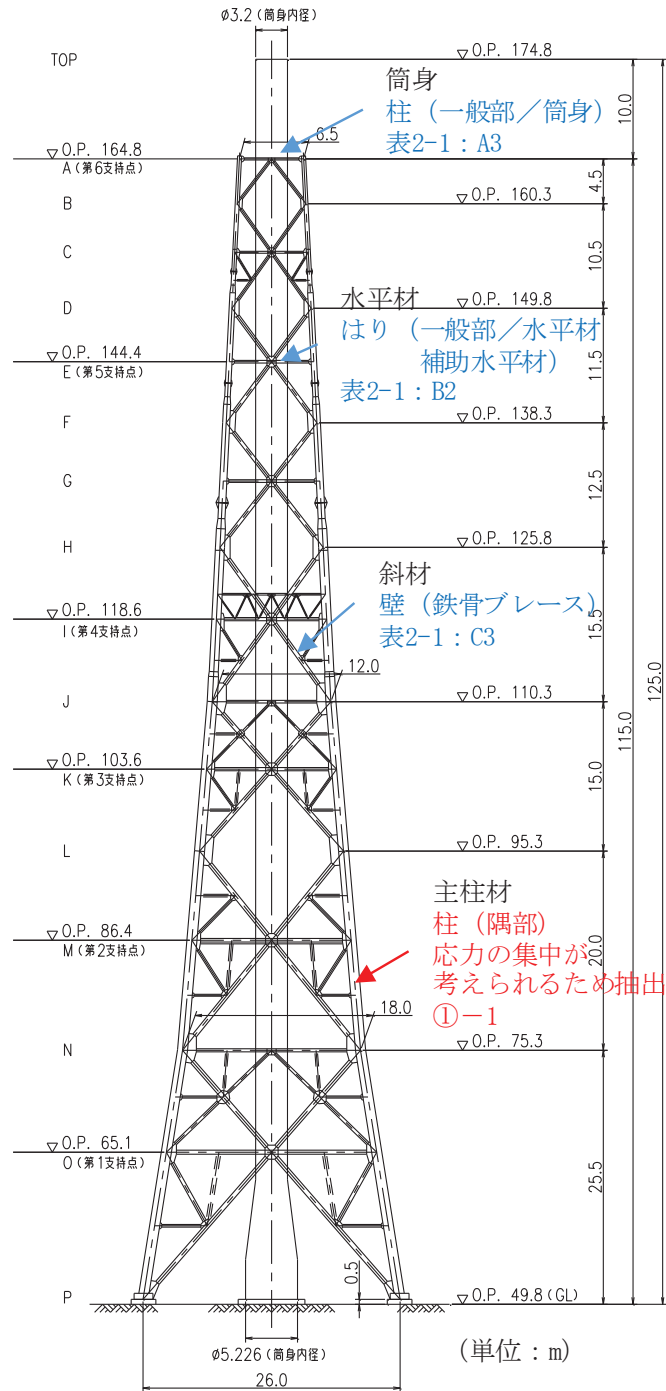 ø3.2（筒身内径）
TOP
▽O.P. 174.8
筒身
柱（一般部／筒身）
表2-1：A3
10.0
6.5
▽O.P. 164.8
A（第6支持点）
4.5
B
▽O.P. 160.3
10.5
C
水平材
はり（一般部／水平材
補助水平材）
表2-1：B2
D
▽O.P. 149.8
11.5
▽O.P. 144.4
E（第5支持点）
F
▽O.P. 138.3
12.5
G
H
▽O.P. 125.8
斜材
壁（鉄骨ブレース）
表2-1：C3
15.5
▽O.P. 118.6
I（第4支持点）
12.0
J
▽O.P. 110.3
115.0
125.0
15.0
▽O.P. 103.6
K（第3支持点）
L
▽O.P. 95.3
主柱材
柱（隅部）
応力の集中が
考えられるため抽出
①－1
20.0
▽O.P. 86.4
M（第2支持点）
18.0
N
▽O.P. 75.3
25.5
▽O.P. 65.1
O（第1支持点）
0.5
P
▽O.P. 49.8（GL）
ø5.226（筒身内径）
（単位：m）
26.0